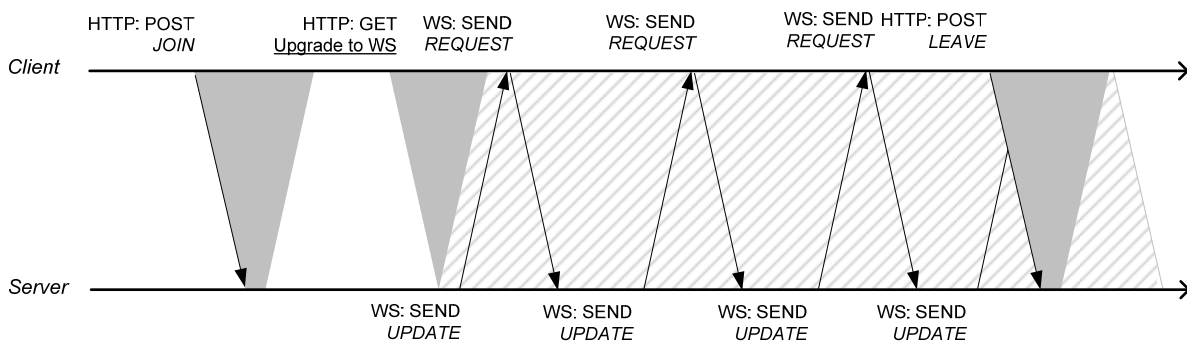 HTTP: POST
JOIN
HTTP: GET
Upgrade to WS
WS: SEND
REQUEST
WS: SEND
REQUEST
WS: SEND
REQUEST
HTTP: POST
LEAVE
Client
Server
WS: SEND
UPDATE
WS: SEND
UPDATE
WS: SEND
UPDATE
WS: SEND
UPDATE